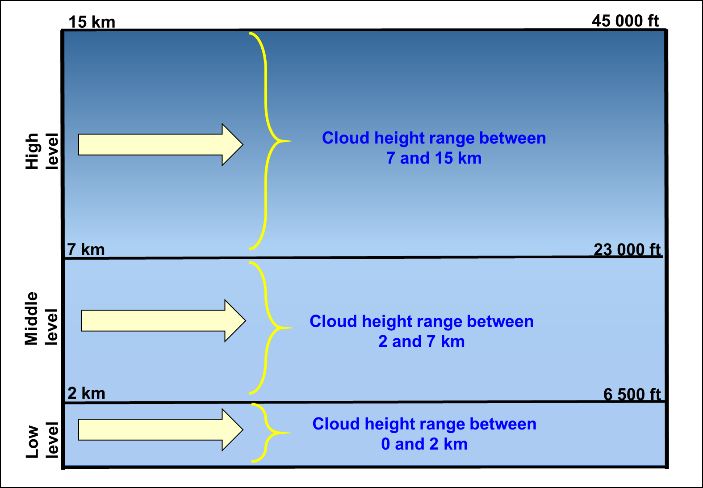 15 km
45 000 ft
High
level
Cloud height range between
7 and 15 km
7 km
23 000 ft
Middle
level
Cloud height range between
2 and 7 km
2 km
6 500 ft
Low
level
Cloud height range between
0 and 2 km